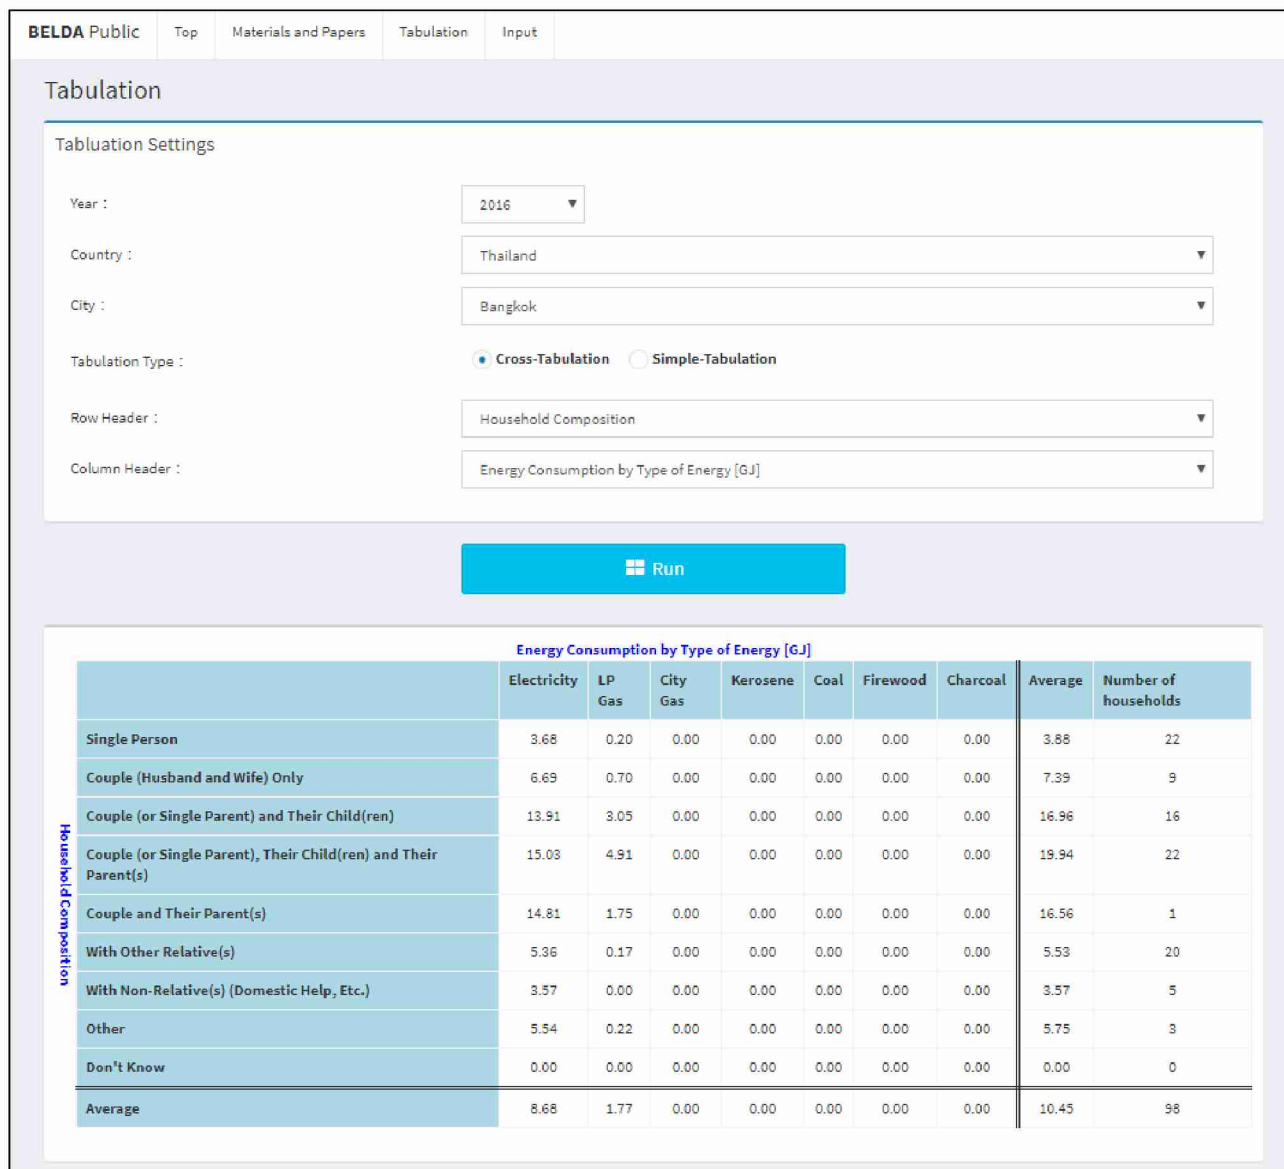 BELDA Public Top Materials and Papers Tabulation Input
Tabulation
Tabluation Settings
Year : 2016
Country : Thailand
City : Bangkok
Tabulation Type : Cross-Tabulation Simple-Tabulation
Row Header : Household Composition
Column Header : Energy Consumption by Type of Energy [GJ]
Run
Energy Consumption by Type of Energy [GJ]
Electricity LP Gas City Gas Kerosene Coal Firewood Charcoal Average Number of households
Household Composition
Single Person 3.68 0.20 0.00 0.00 0.00 0.00 0.00 3.88 22
Couple (Husband and Wife) Only 6.69 0.70 0.00 0.00 0.00 0.00 0.00 7.39 9
Couple (or Single Parent) and Their Child(ren) 13.91 3.05 0.00 0.00 0.00 0.00 0.00 16.96 16
Couple (or Single Parent), Their Child(ren) and Their Parent(s) 15.03 4.91 0.00 0.00 0.00 0.00 0.00 19.94 22
Couple and Their Parent(s) 14.81 1.75 0.00 0.00 0.00 0.00 0.00 16.56 1
With Other Relative(s) 5.36 0.17 0.00 0.00 0.00 0.00 0.00 5.53 20
With Non-Relative(s) (Domestic Help, Etc.) 3.57 0.00 0.00 0.00 0.00 0.00 0.00 3.57 5
Other 5.54 0.22 0.00 0.00 0.00 0.00 0.00 5.75 3
Don't Know 0.00 0.00 0.00 0.00 0.00 0.00 0.00 0.00 0
Average 8.68 1.77 0.00 0.00 0.00 0.00 0.00 10.45 98